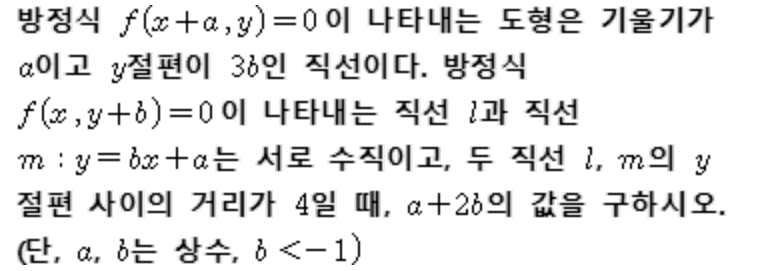 방정식 f(x+a,y)=0이 나타내는 도형은 기울기가
a이고 y절편이 3b인 직선이다. 방정식
f(x,y+b)=0이 나타내는 직선 l과 직선
m : y=bx+a는 서로 수직이고, 두 직선 l, m의 y
절편 사이의 거리가 4일 때, a+2b의 값을 구하시오.
(단, a, b는 상수, b<-1)